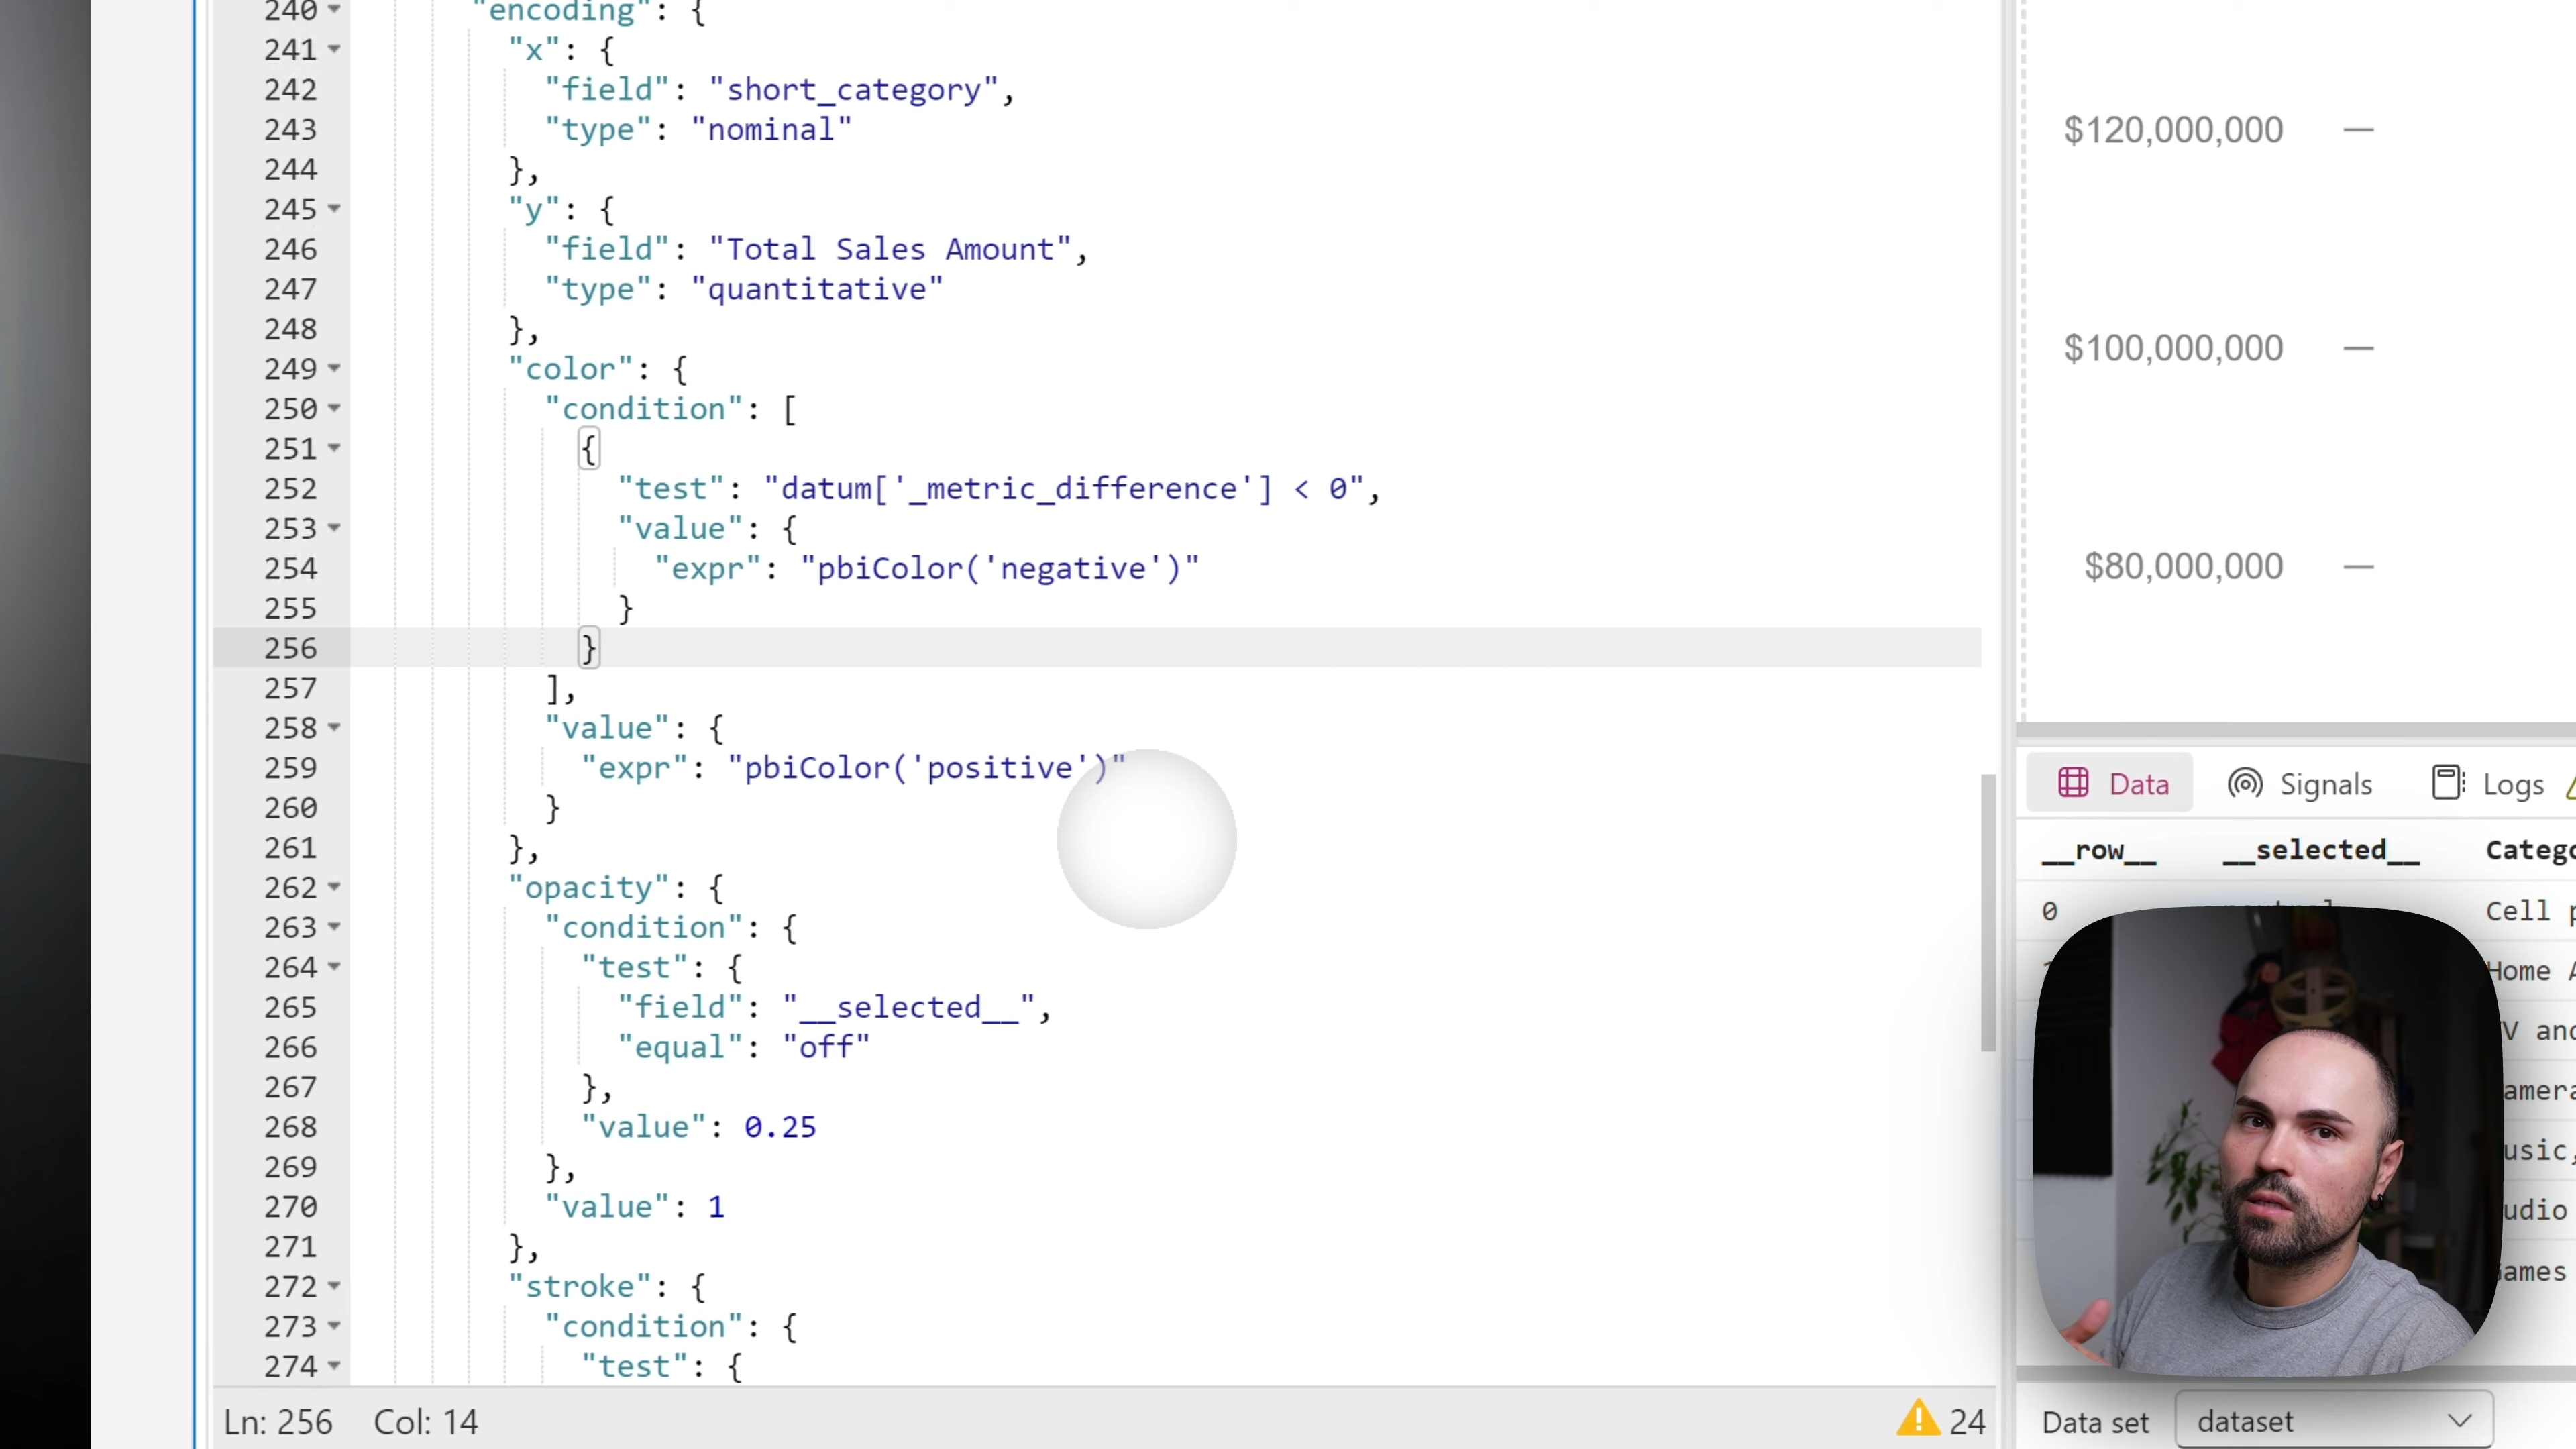 240 "encoding": {
241 "x": {
242 "field": "short_category",
243 "type": "nominal"
244 },
245 "y": {
246 "field": "Total Sales Amount",
247 "type": "quantitative"
248 },
249 "color": {
250 "condition": [
251 {
252 "test": "datum['_metric_difference'] < 0",
253 "value": {
254 "expr": "pbiColor('negative')"
255 }
256 }
257 ],
258 "value": {
259 "expr": "pbiColor('positive')"
260 }
261 },
262 "opacity": {
263 "condition": {
264 "test": {
265 "field": "__selected__",
266 "equal": "off"
267 },
268 "value": 0.25
269 },
270 "value": 1
271 },
272 "stroke": {
273 "condition": {
274 "test": {
Ln: 256 Col: 14
24
$120,000,000
$100,000,000
$80,000,000
Data Signals Logs
__row__ __selected__
0 Cell
Home
Games
Data set dataset